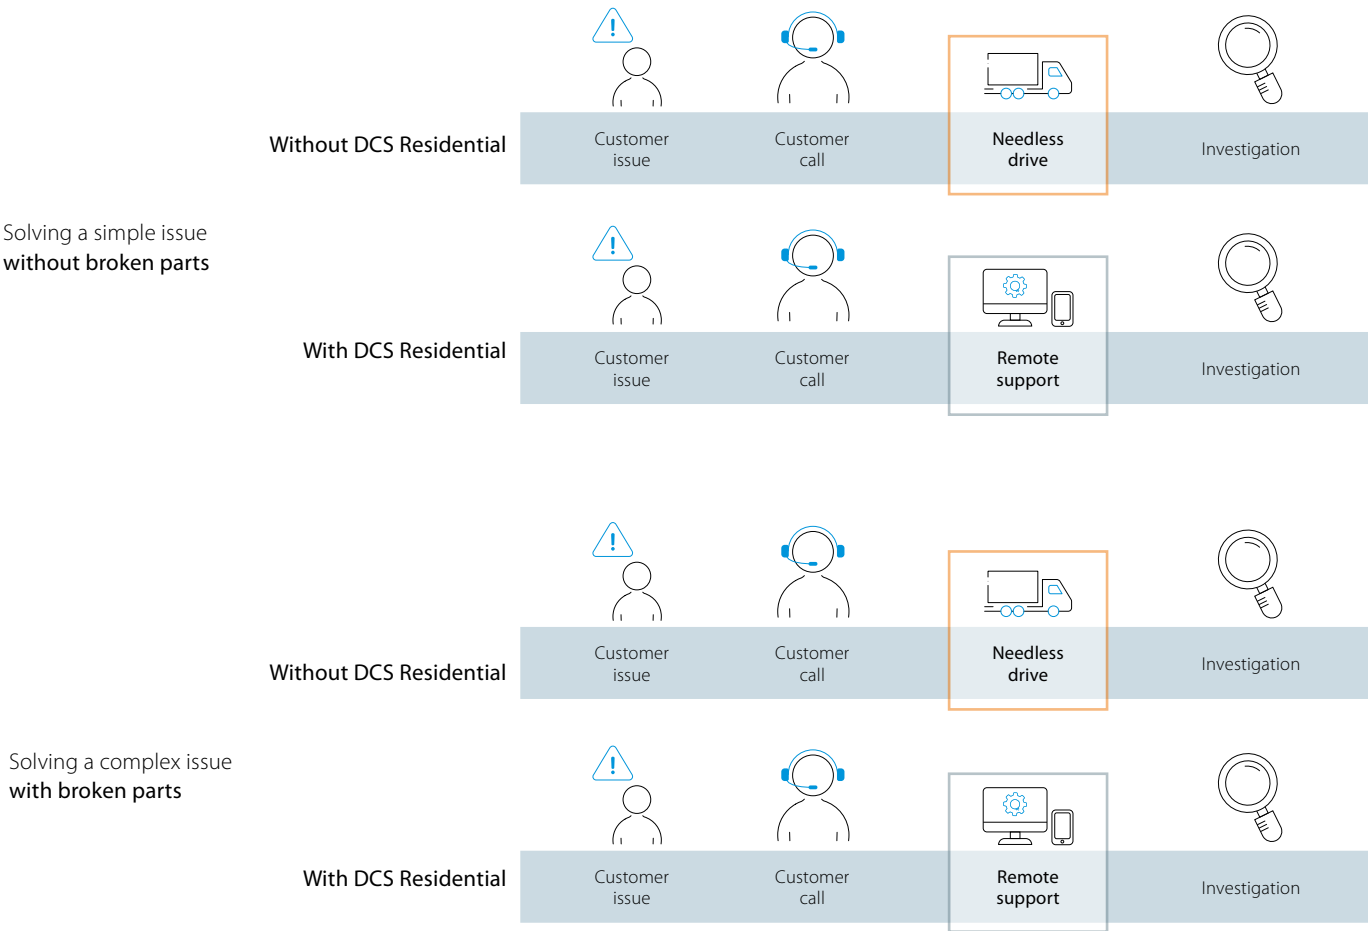 Without DCS Residential
Customer
issue
Customer
call
Needless
drive
Investigation
Solving a simple issue
without broken parts
With DCS Residential
Customer
issue
Customer
call
Remote
support
Investigation
Without DCS Residential
Customer
issue
Customer
call
Needless
drive
Investigation
Solving a complex issue
with broken parts
With DCS Residential
Customer
issue
Customer
call
Remote
support
Investigation